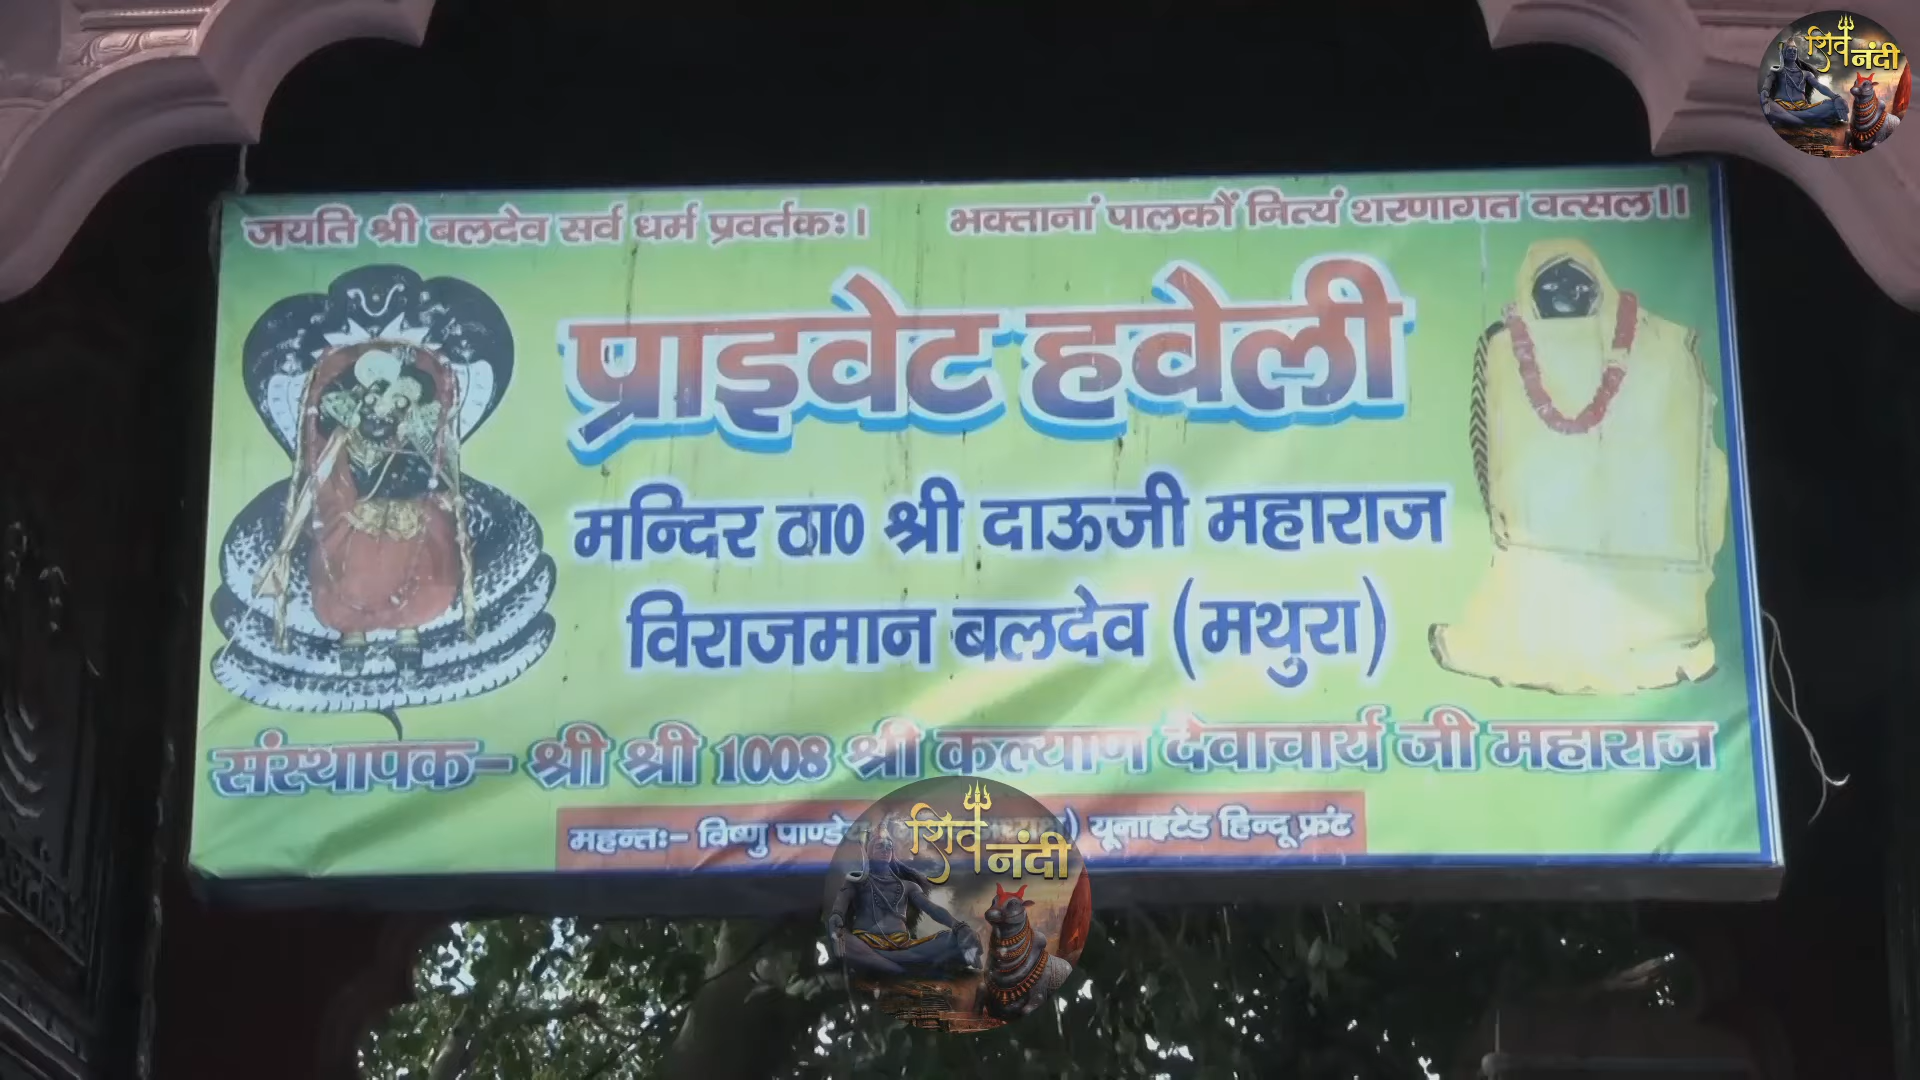 शिव नंदी
जयति श्री बलदेव सर्व धर्म प्रवर्तकः। भक्तानां पालकौं नित्यं शरणागत वत्सल।।
प्राइवेट हवेली
मन्दिर ठा० श्री दाऊजी महाराज
विराजमान बलदेव (मथुरा)
संस्थापक- श्री श्री 1008 श्री कल्याण देवाचार्य जी महाराज
महन्तः- विष्णु पाण्डेय यूनाइटेड हिन्दू फ्रंट
शिव नंदी